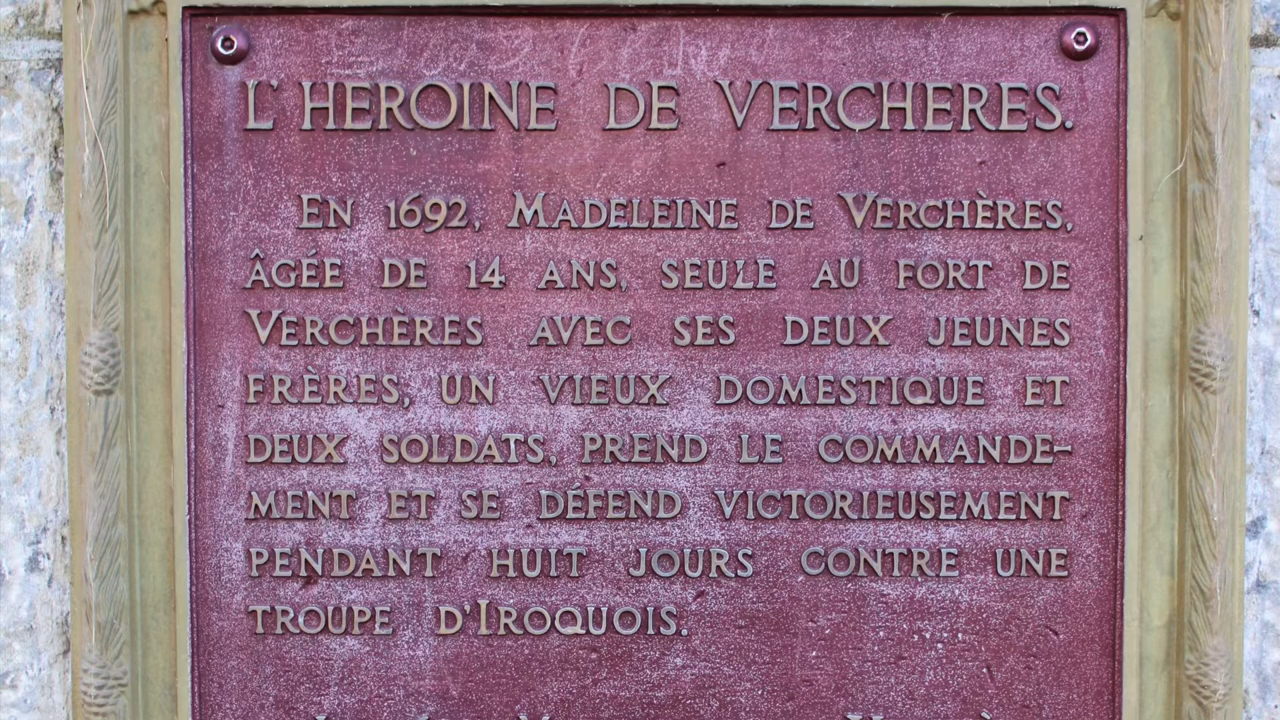 L'HEROINE DE VERCHERES.
EN 1692, MADELEINE DE VERCHÈRES,
ÂGÉE DE 14 ANS, SEULE AU FORT DE
VERCHÈRES AVEC SES DEUX JEUNES
FRÈRES, UN VIEUX DOMESTIQUE ET
DEUX SOLDATS, PREND LE COMMANDE-
MENT ET SE DÉFEND VICTORIEUSEMENT
PENDANT HUIT JOURS CONTRE UNE
TROUPE D'IROQUOIS.